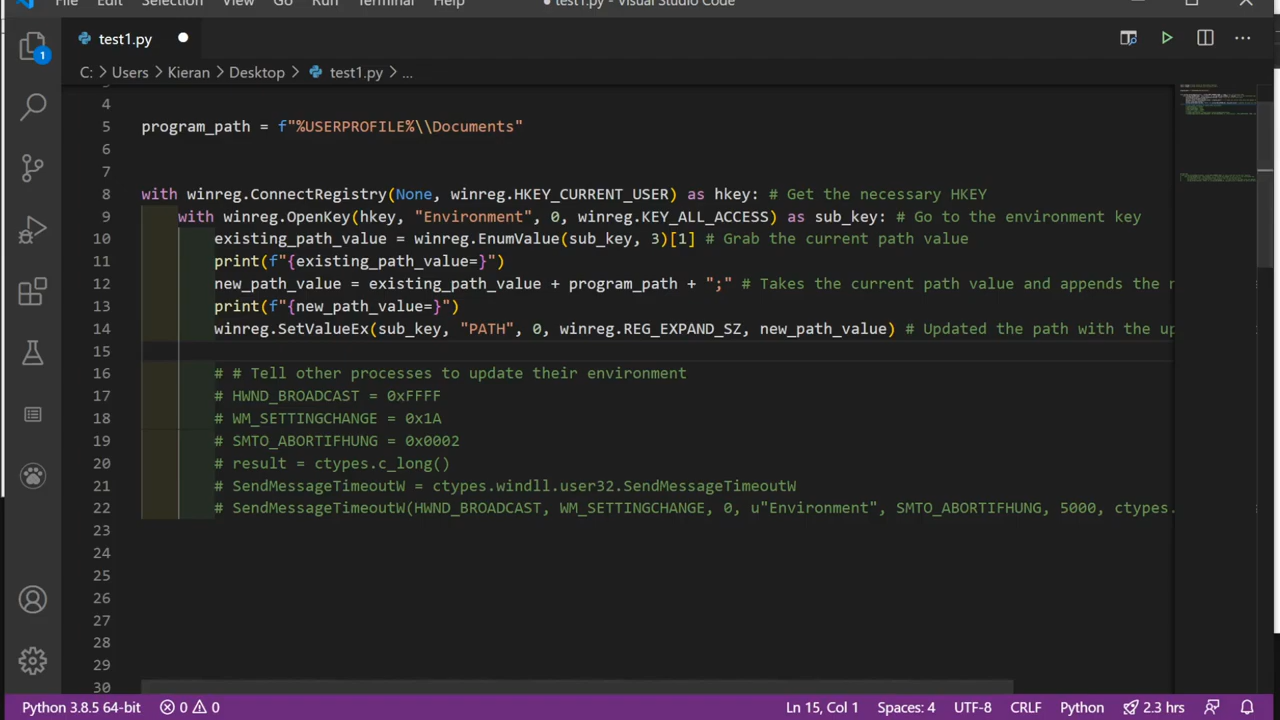 File Edit Selection View Go Run Terminal Help test1.py - Visual Studio Code
test1.py
C: > Users > Kieran > Desktop > test1.py > ...
1
4
5 program_path = f"%USERPROFILE%\\Documents"
6
7
8 with winreg.ConnectRegistry(None, winreg.HKEY_CURRENT_USER) as hkey: # Get the necessary HKEY
9 with winreg.OpenKey(hkey, "Environment", 0, winreg.KEY_ALL_ACCESS) as sub_key: # Go to the environment key
10 existing_path_value = winreg.EnumValue(sub_key, 3)[1] # Grab the current path value
11 print(f"{existing_path_value=}")
12 new_path_value = existing_path_value + program_path + ";" # Takes the current path value and appends the n
13 print(f"{new_path_value=}")
14 winreg.SetValueEx(sub_key, "PATH", 0, winreg.REG_EXPAND_SZ, new_path_value) # Updated the path with the up
15
16 # # Tell other processes to update their environment
17 # HWND_BROADCAST = 0xFFFF
18 # WM_SETTINGCHANGE = 0x1A
19 # SMTO_ABORTIFHUNG = 0x0002
20 # result = ctypes.c_long()
21 # SendMessageTimeoutW = ctypes.windll.user32.SendMessageTimeoutW
22 # SendMessageTimeoutW(HWND_BROADCAST, WM_SETTINGCHANGE, 0, u"Environment", SMTO_ABORTIFHUNG, 5000, ctypes.
23
24
25
26
27
28
29
30
Python 3.8.5 64-bit 0 0 Ln 15, Col 1 Spaces: 4 UTF-8 CRLF Python 2.3 hrs